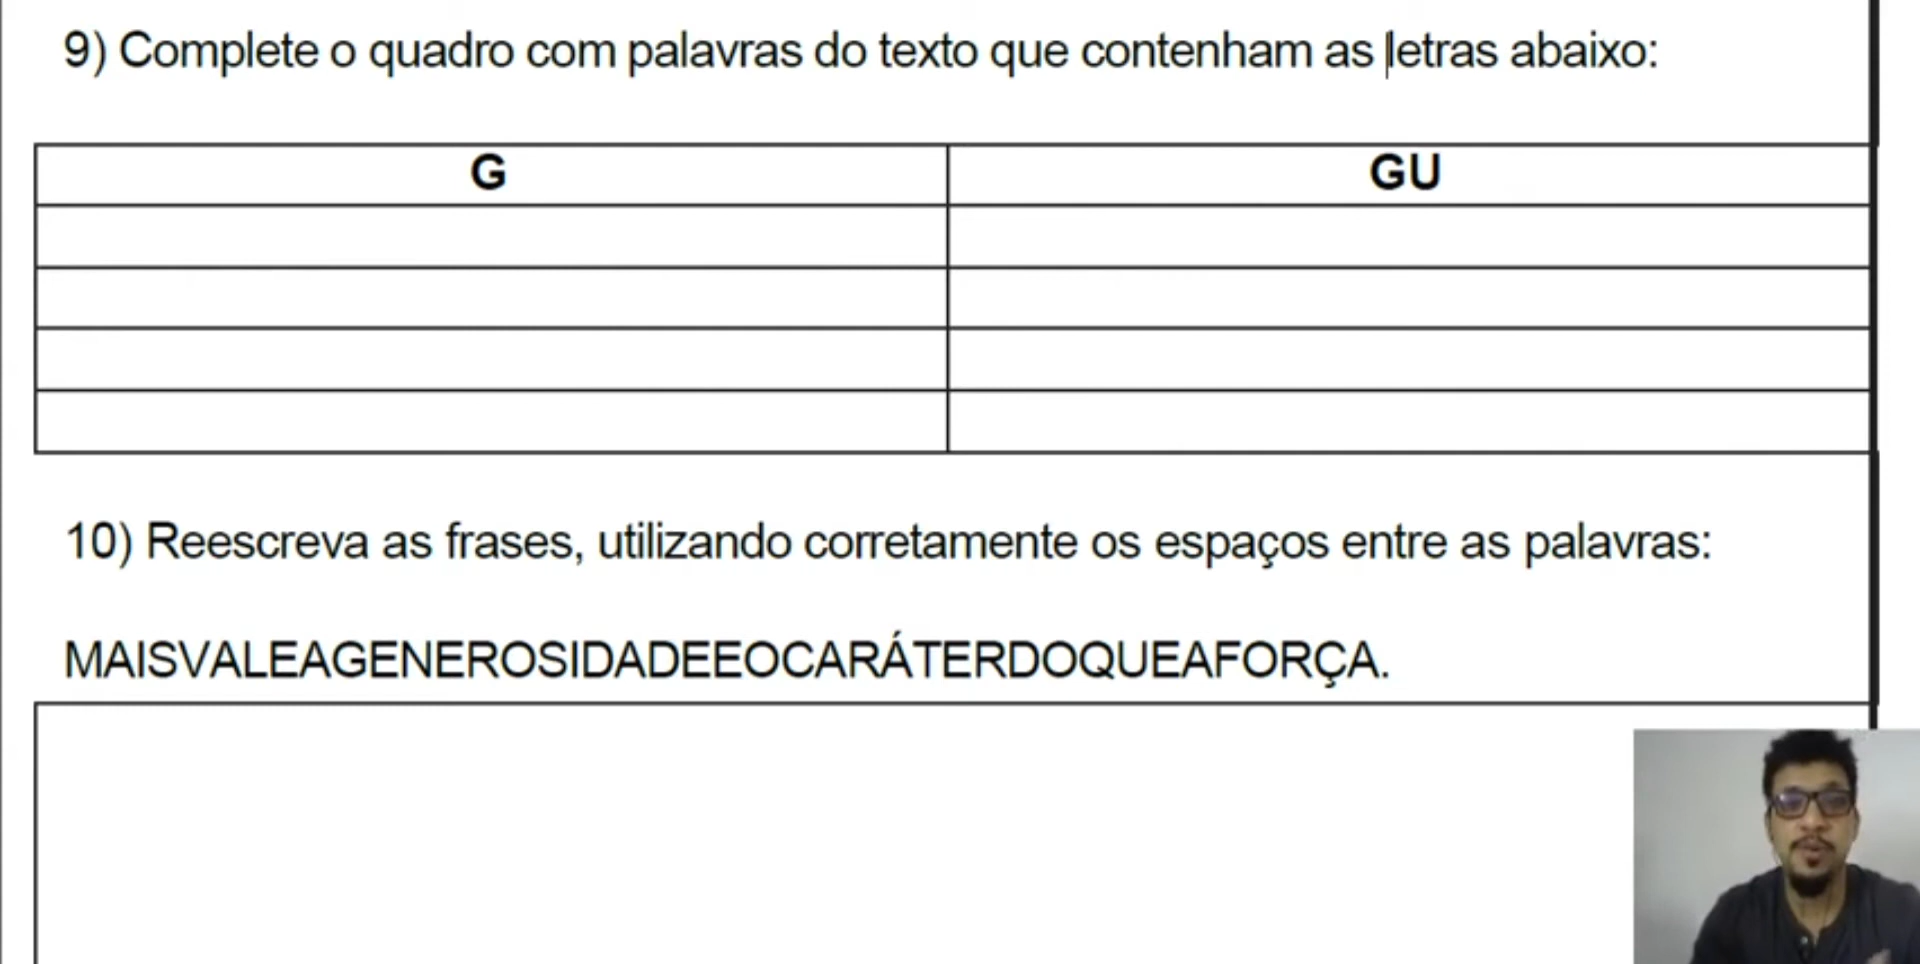 9) Complete o quadro com palavras do texto que contenham as letras abaixo:
G GU
10) Reescreva as frases, utilizando corretamente os espaços entre as palavras:
MAISVALEAGENEROSIDADEEOCARÁTERDOQUEAFORÇA.